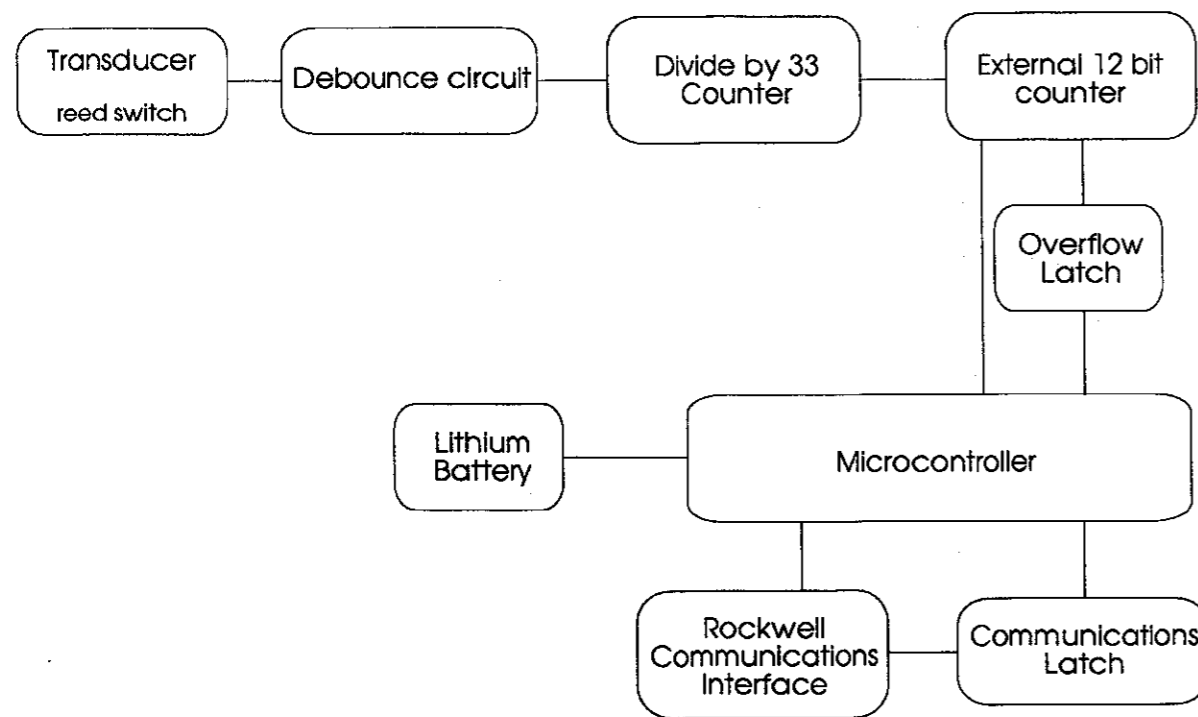 Transducer
reed switch
Debounce circuit
Divide by 33
Counter
External 12 bit
counter
Overflow
Latch
Lithium
Battery
Microcontroller
Rockwell
Communications
Interface
Communications
Latch